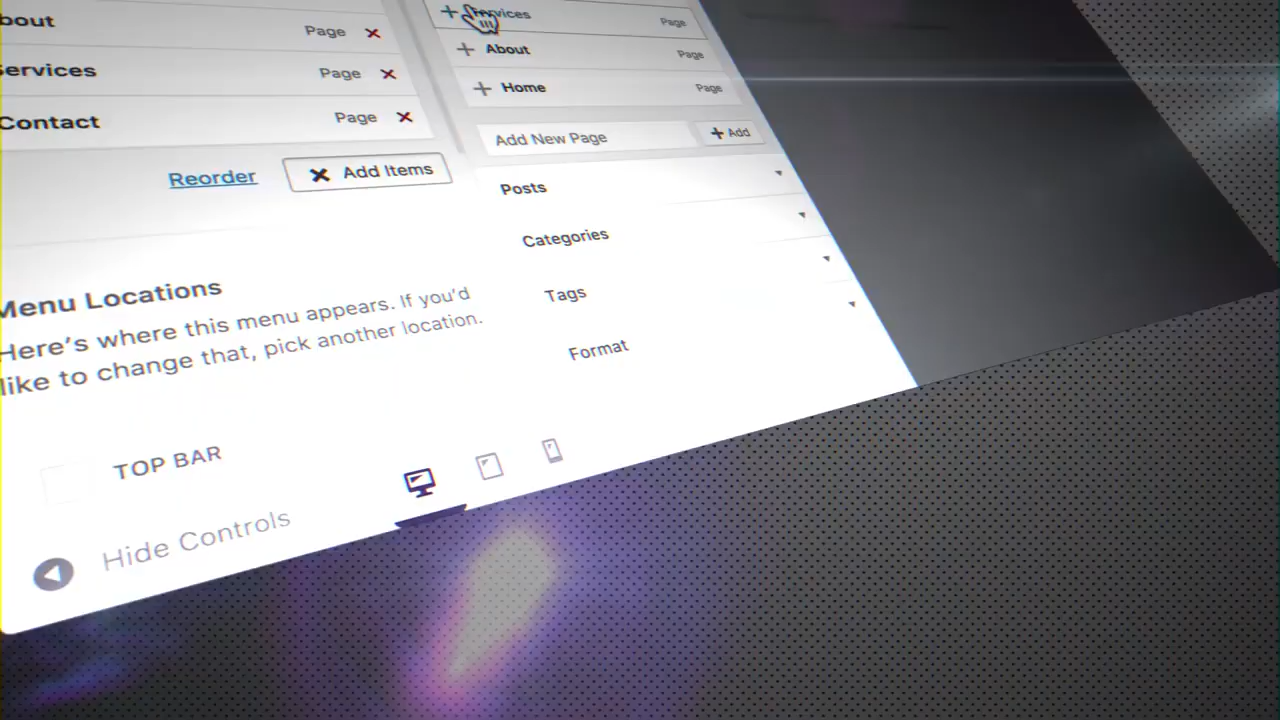 bout Page
ervices Page
Contact Page
Reorder Add Items
Menu Locations
Here's where this menu appears. If you'd
like to change that, pick another location.
TOP BAR
Hide Controls
Services Page
About Page
Home Page
Add New Page Add
Posts
Categories
Tags
Format